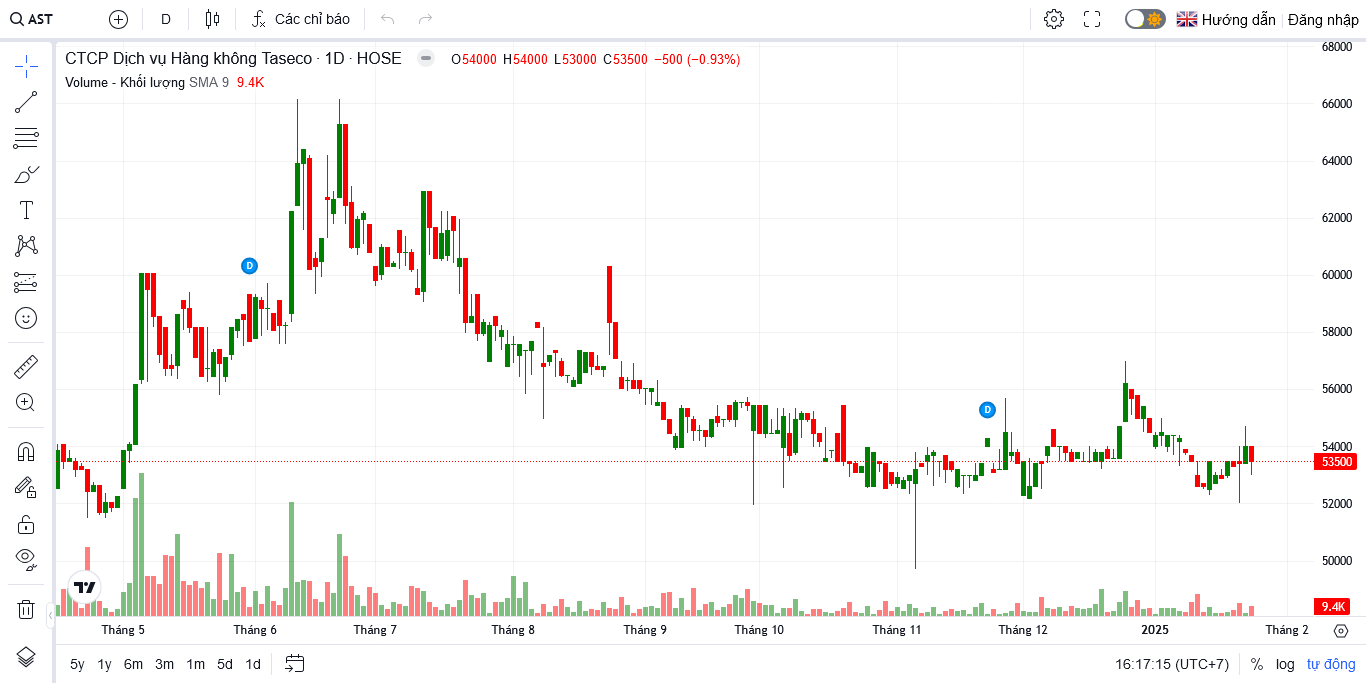 AST D Các chỉ báo Hướng dẫn Đăng nhập
CTCP Dịch vụ Hàng không Taseco · 1D · HOSE O54000 H54000 L53000 C53500 −500 (−0.93%)
Volume - Khối lượng SMA 9 9.4K
68000
66000
64000
62000
60000
58000
56000
54000
53500
52000
50000
9.4K
D
D
Tháng 5 Tháng 6 Tháng 7 Tháng 8 Tháng 9 Tháng 10 Tháng 11 Tháng 12 2025 Tháng 2
5y 1y 6m 3m 1m 5d 1d 16:17:15 (UTC+7) % log tự động